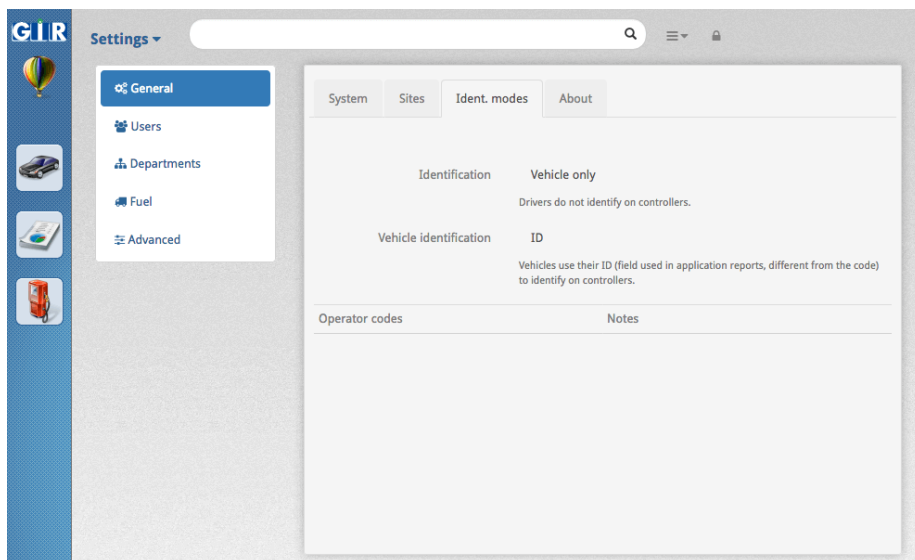 GIR
Settings
General
Users
Departments
Fuel
Advanced
System Sites Ident. modes About
Identification Vehicle only
Drivers do not identify on controllers.
Vehicle identification ID
Vehicles use their ID (field used in application reports, different from the code)
to identify on controllers.
Operator codes Notes